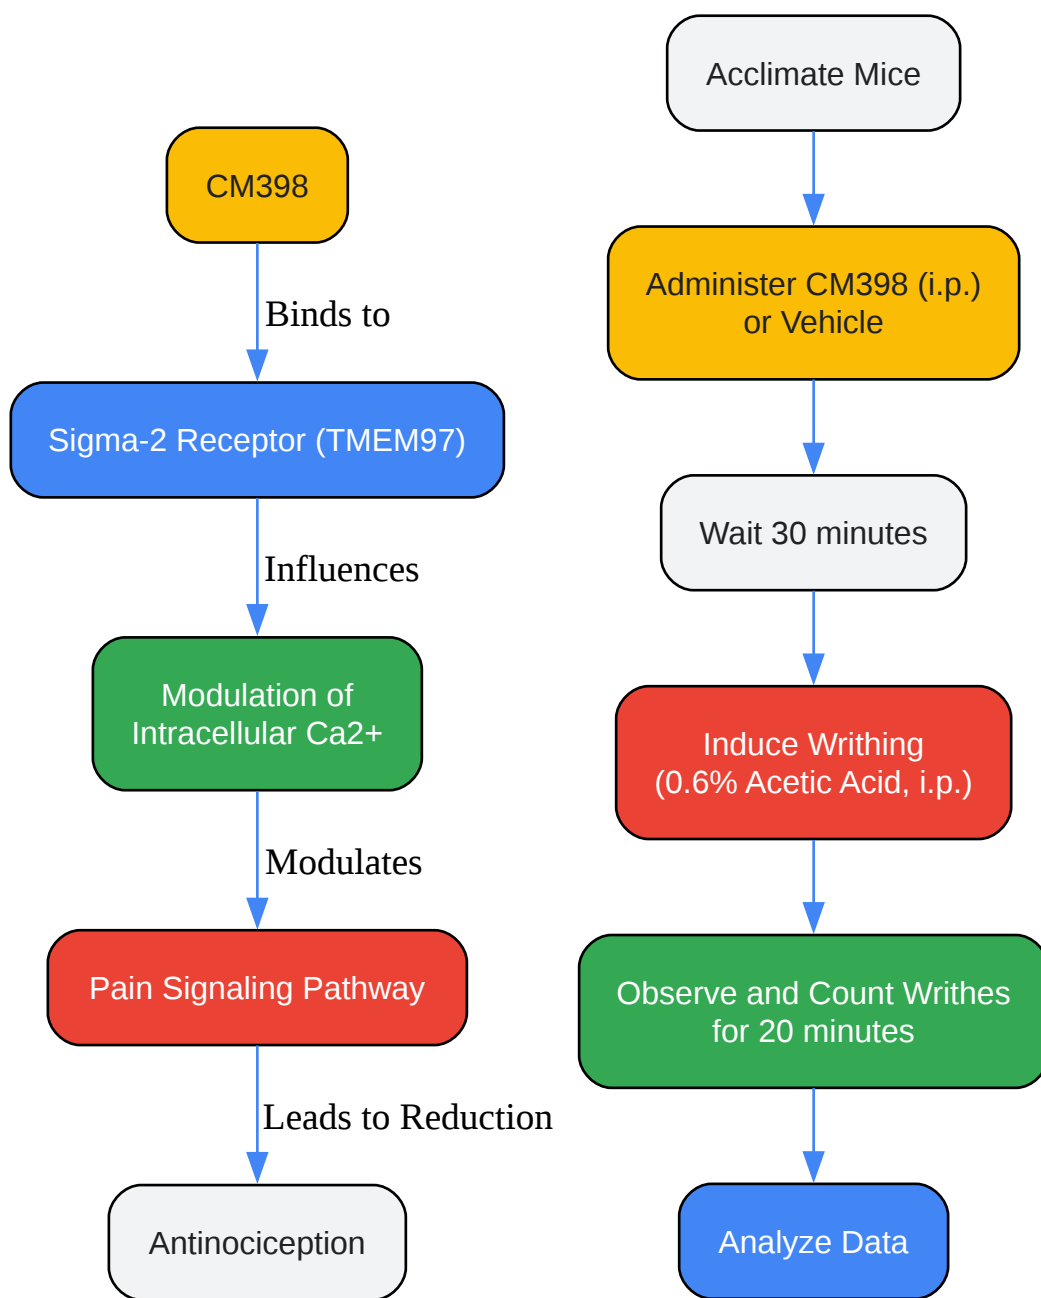 CM398
Binds to
Sigma-2 Receptor (TMEM97)
Influences
Modulation of
Intracellular Ca2+
Modulates
Pain Signaling Pathway
Leads to Reduction
Antinociception
Acclimate Mice
Administer CM398 (i.p.)
or Vehicle
Wait 30 minutes
Induce Writhing
(0.6% Acetic Acid, i.p.)
Observe and Count Writhes
for 20 minutes
Analyze Data